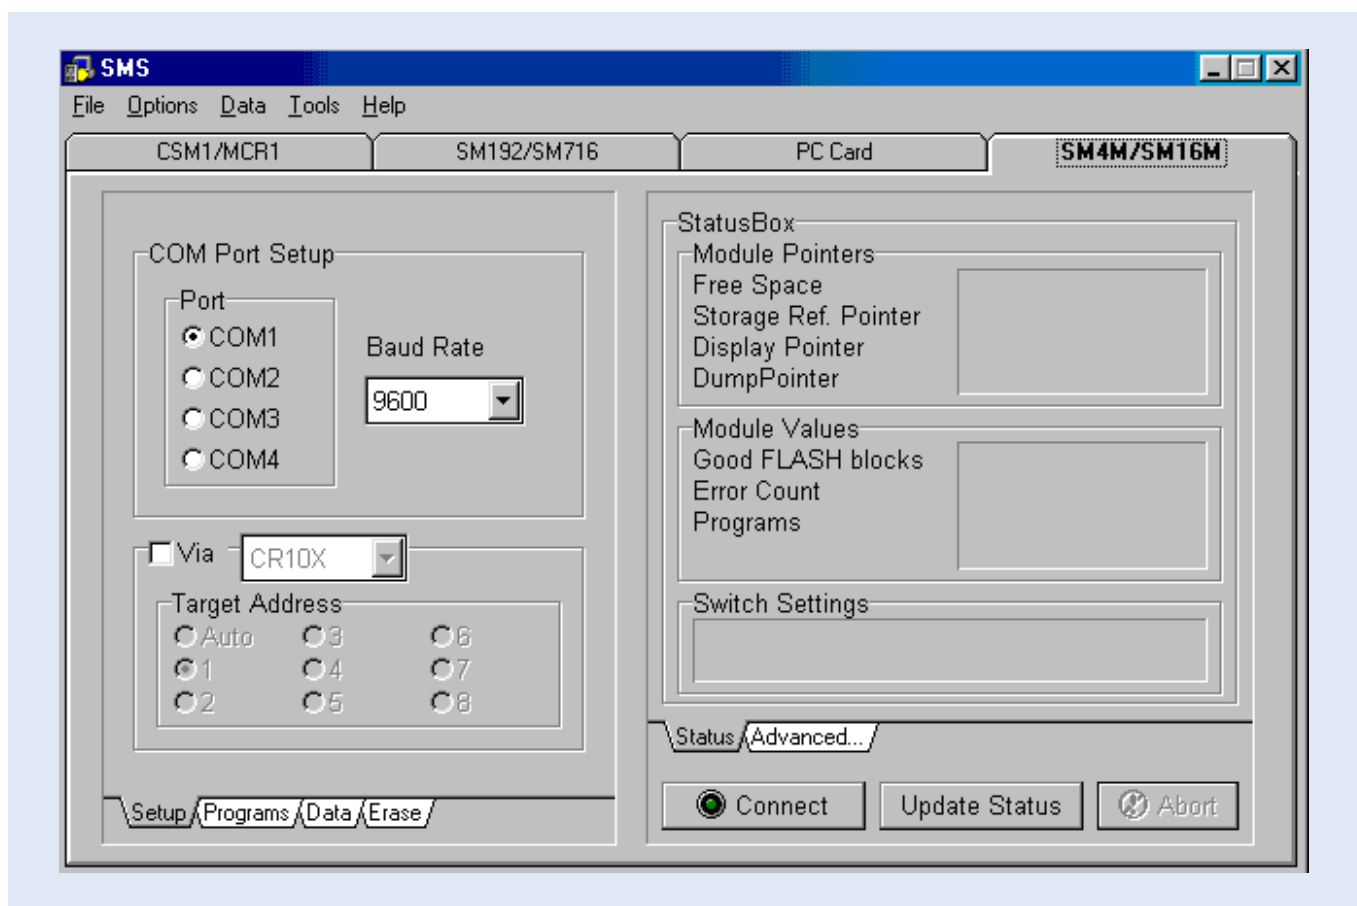 SMS
File Options Data Tools Help
CSM1/MCR1 SM192/SM716 PC Card SM4M/SM16M
COM Port Setup
Port
COM1
COM2
COM3
COM4
Baud Rate
9600
Via CR10X
Target Address
Auto 3 6
1 4 7
2 5 8
Setup Programs Data Erase
StatusBox
Module Pointers
Free Space
Storage Ref. Pointer
Display Pointer
DumpPointer
Module Values
Good FLASH blocks
Error Count
Programs
Switch Settings
Status Advanced...
Connect Update Status Abort